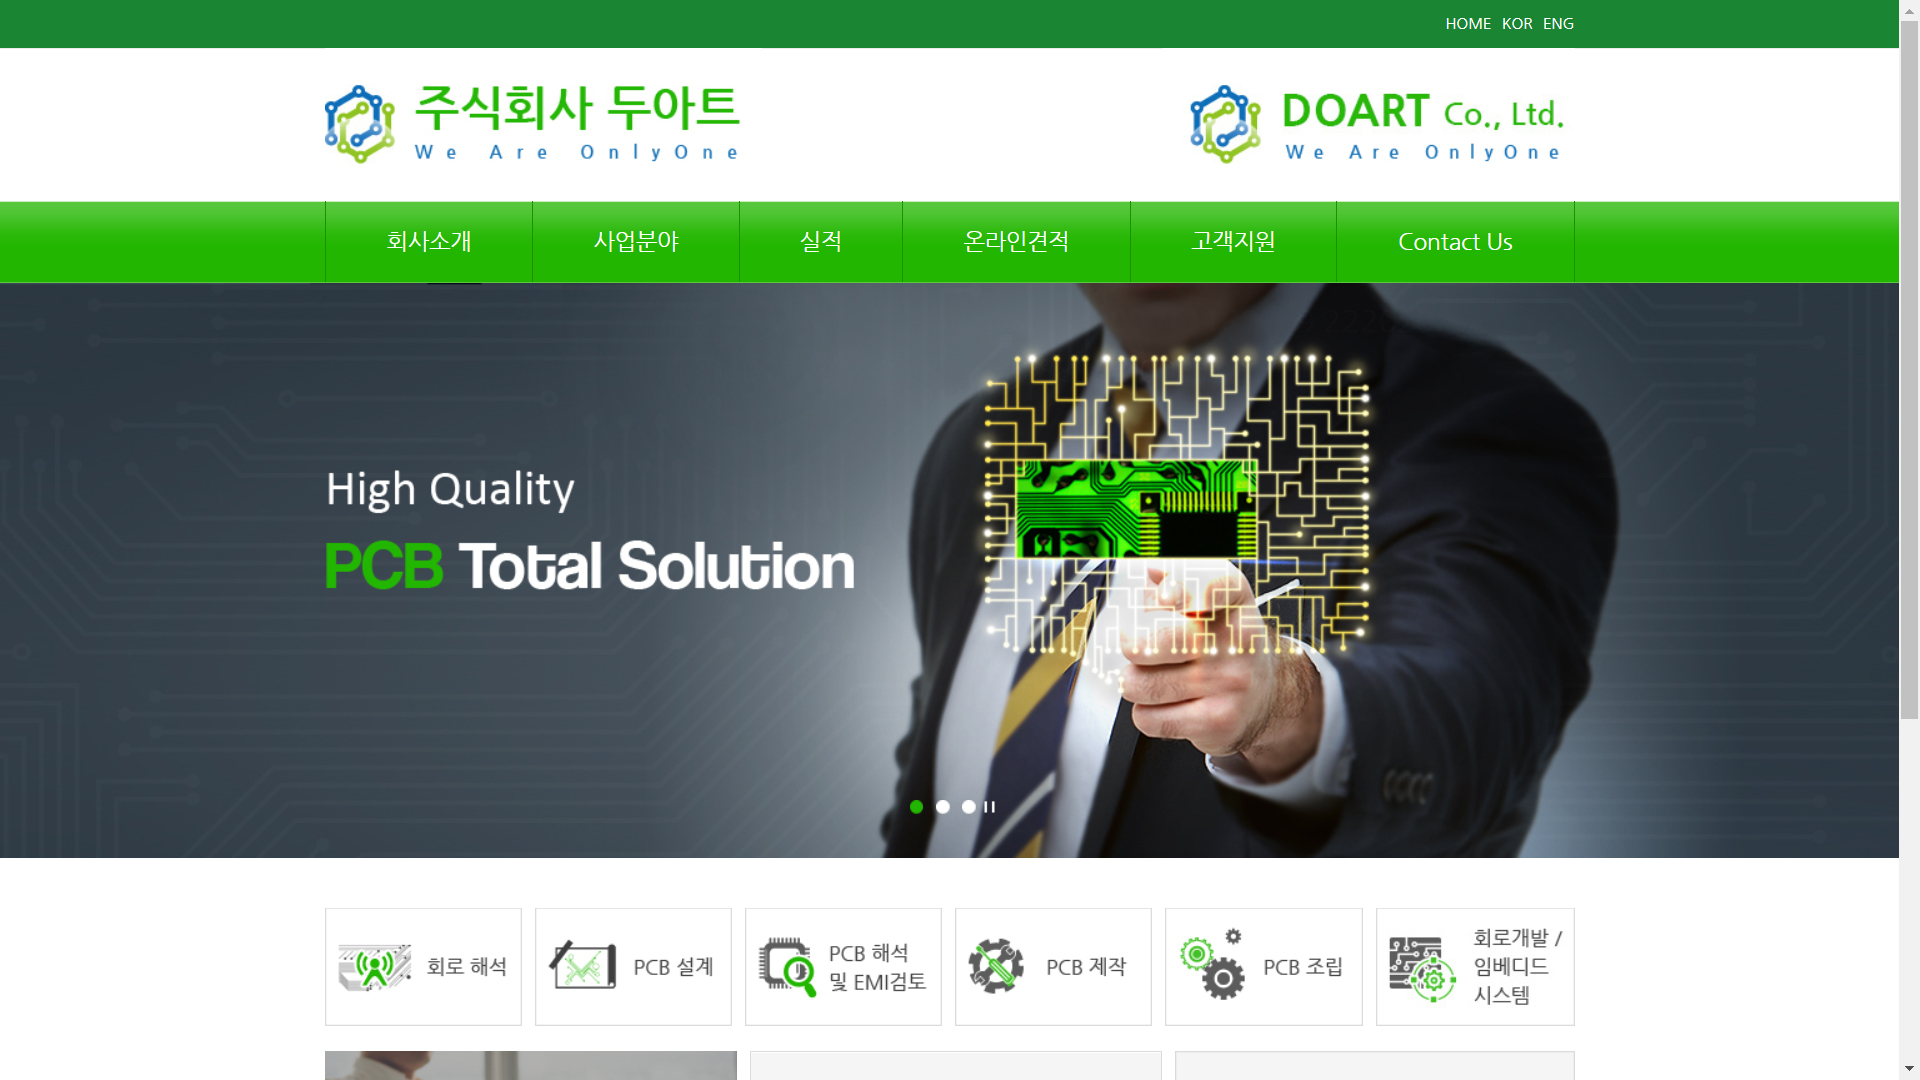 HOME KOR ENG
주식회사 두아트
We Are OnlyOne
DOART Co., Ltd.
We Are OnlyOne
회사소개 사업분야 실적 온라인견적 고객지원 Contact Us
High Quality
PCB Total Solution
회로 해석
PCB 설계
PCB 해석
및 EMI검토
PCB 제작
PCB 조립
회로개발 /
임베디드
시스템